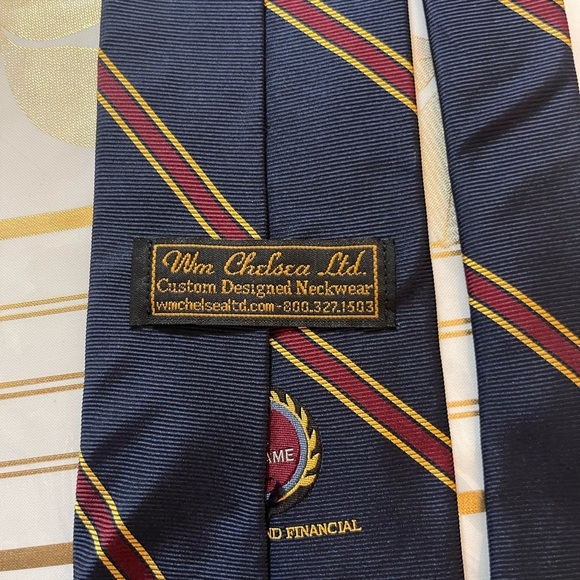 Wm Chelsea Ltd.
Custom Designed Neckwear
wmchelsealtd.com-800.327.1503
AME
ND FINANCIAL